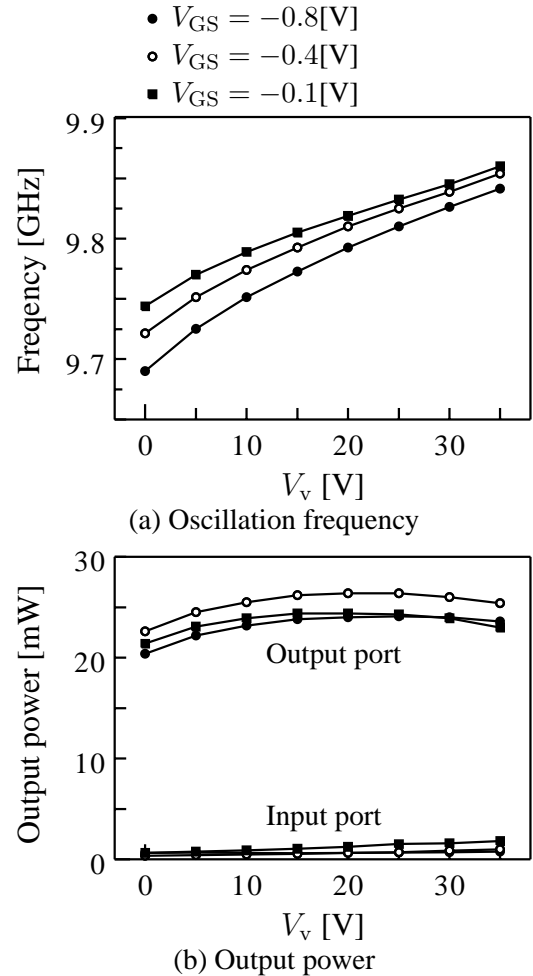 • V_GS = −0.8[V]
∘ V_GS = −0.4[V]
■ V_GS = −0.1[V]
9.9
9.8
9.7
Freqency [GHz]
0 10 20 30
V_v [V]
(a) Oscillation frequency
30
20
10
0
Output power [mW]
Output port
Input port
0 10 20 30
V_v [V]
(b) Output power